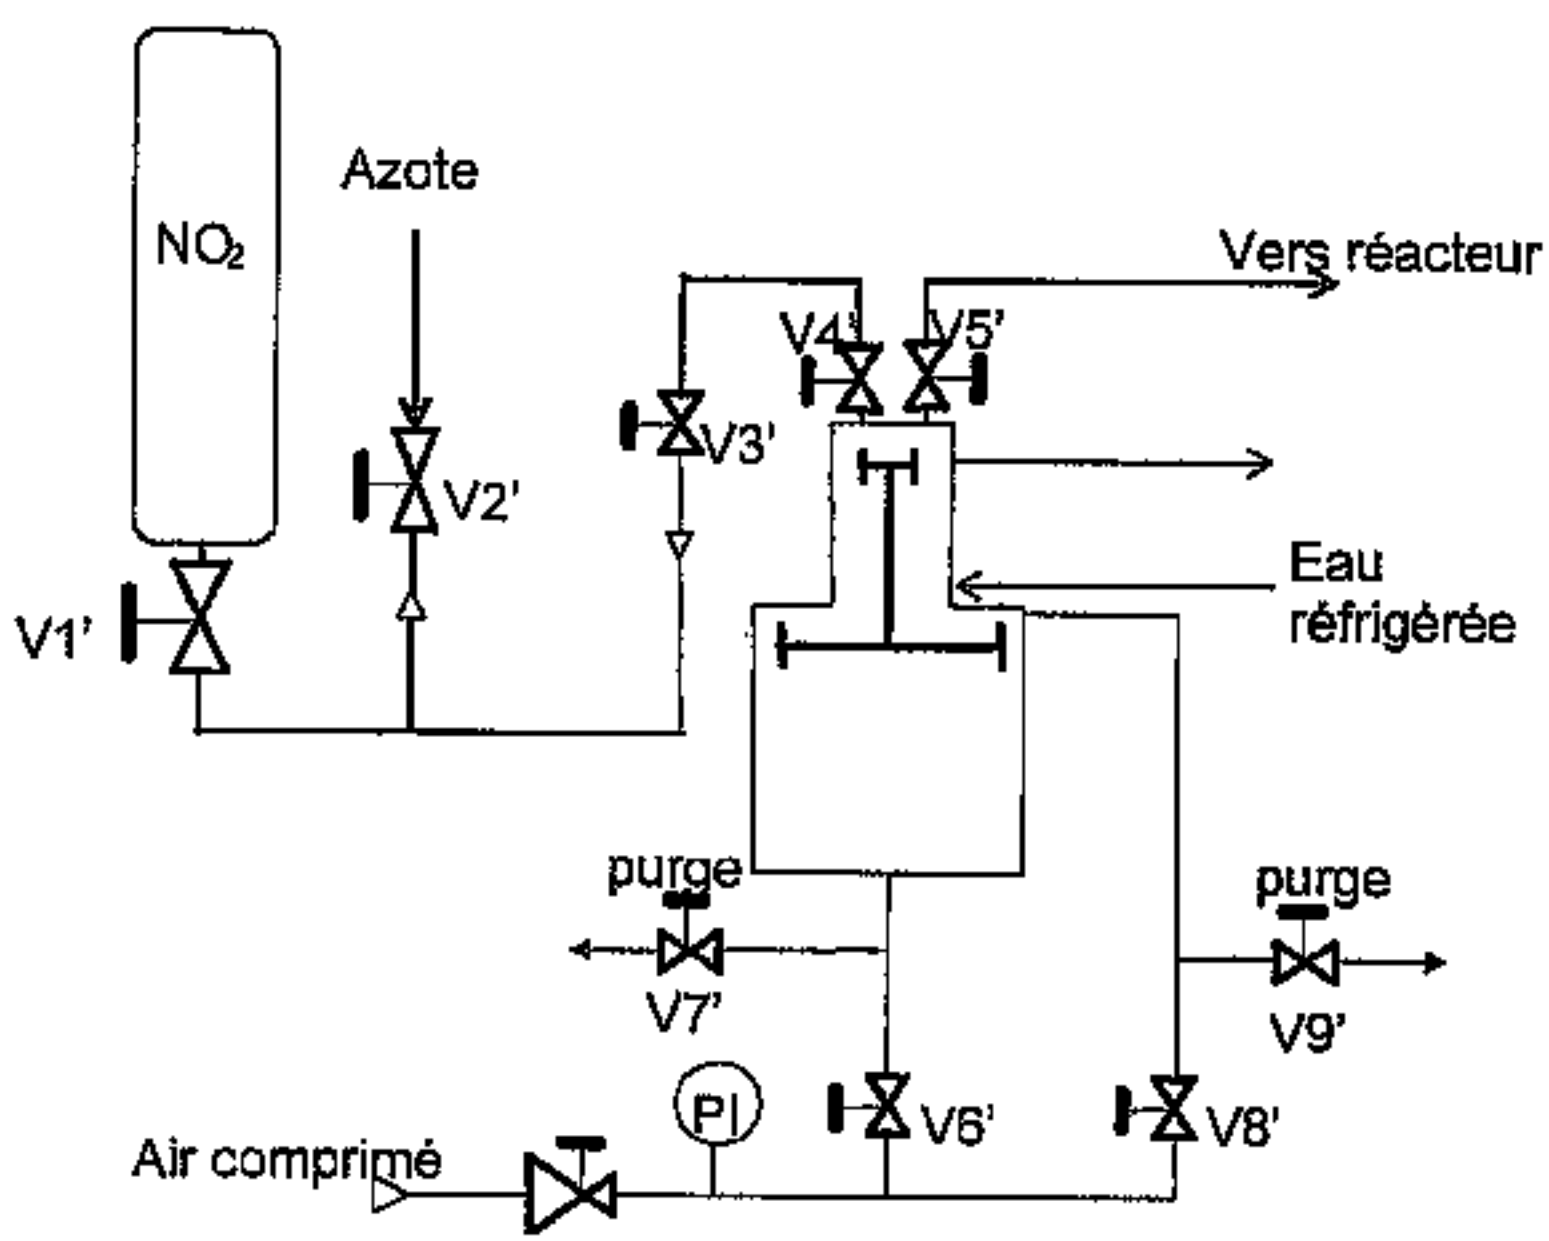 Azote
NO₂
Vers réacteur
V4'
V5'
V3'
V2'
Eau
réfrigérée
V1'
purge
purge
V7'
V9'
PI
V6'
V8'
Air comprimé